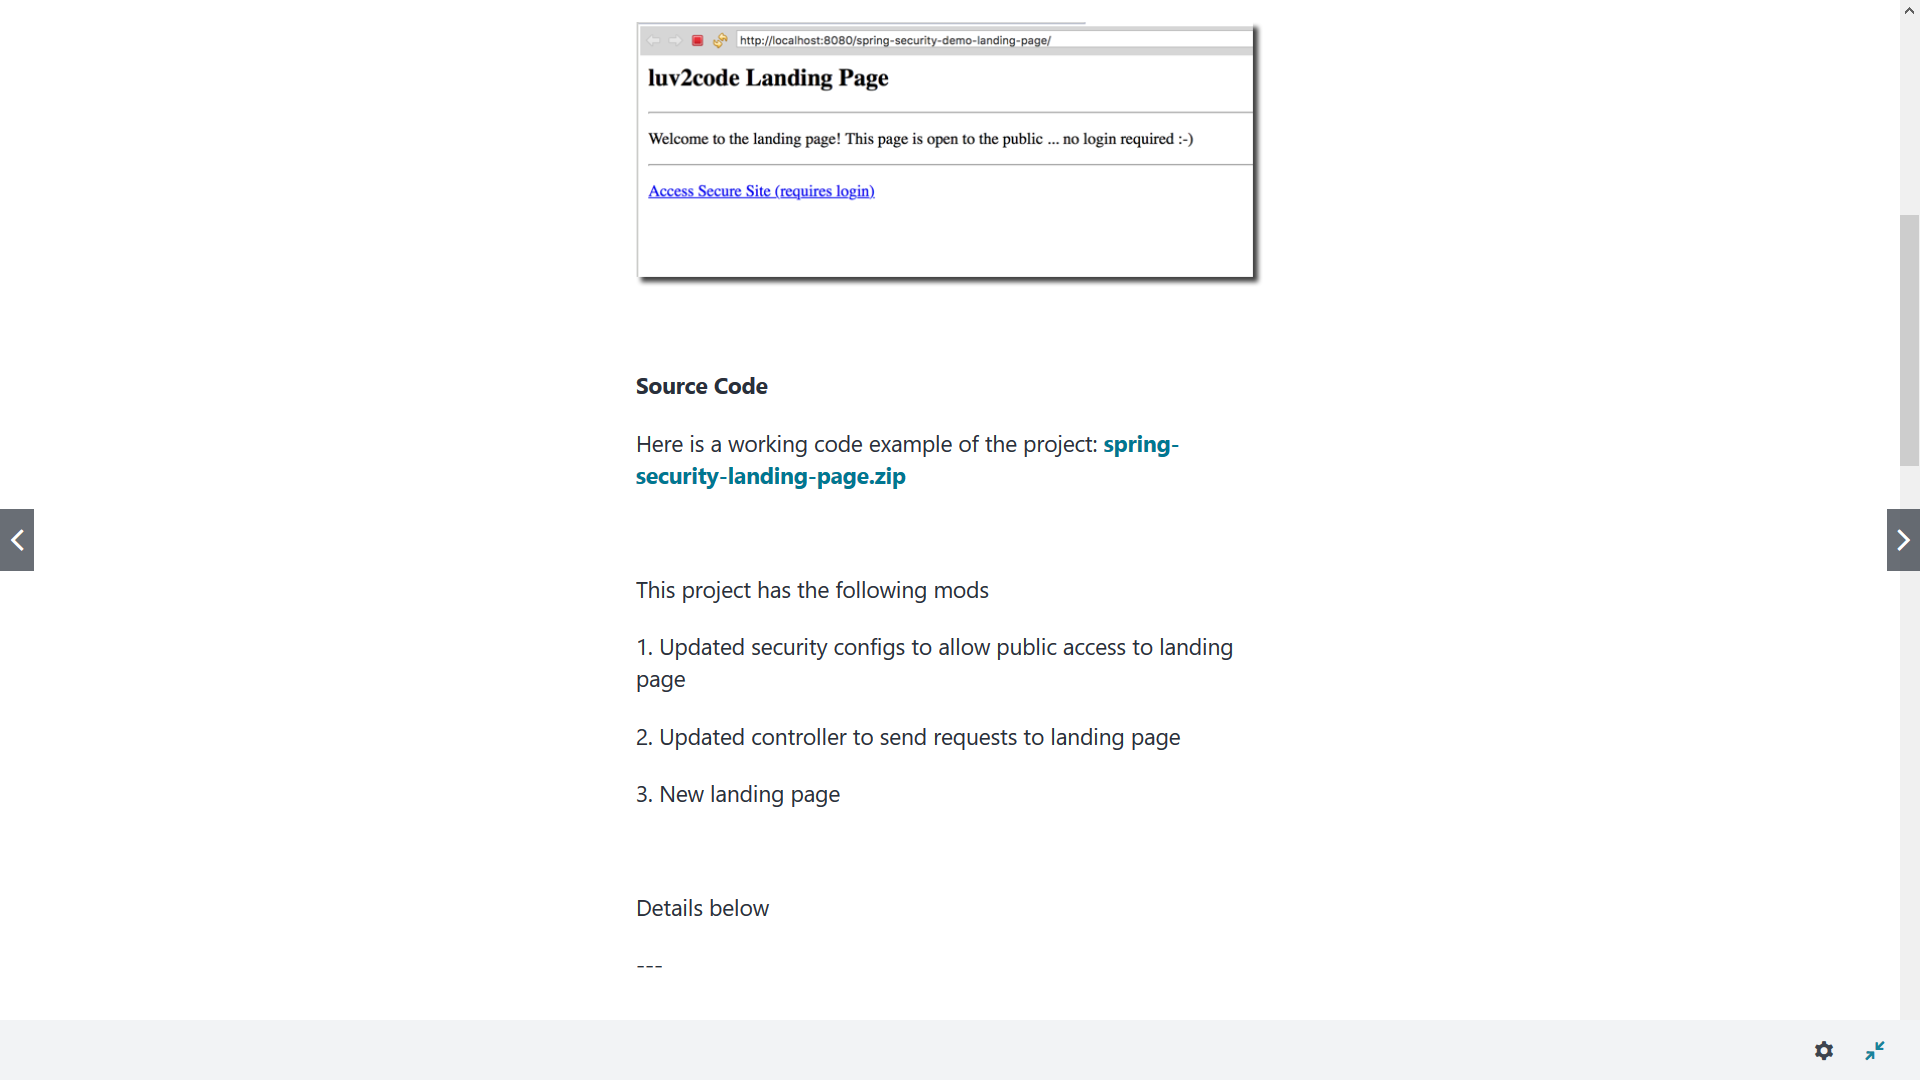 http://localhost:8080/spring-security-demo-landing-page/
luv2code Landing Page
Welcome to the landing page! This page is open to the public ... no login required :-)
Access Secure Site (requires login)
Source Code
Here is a working code example of the project: spring-
security-landing-page.zip
This project has the following mods
1. Updated security configs to allow public access to landing
page
2. Updated controller to send requests to landing page
3. New landing page
Details below
---